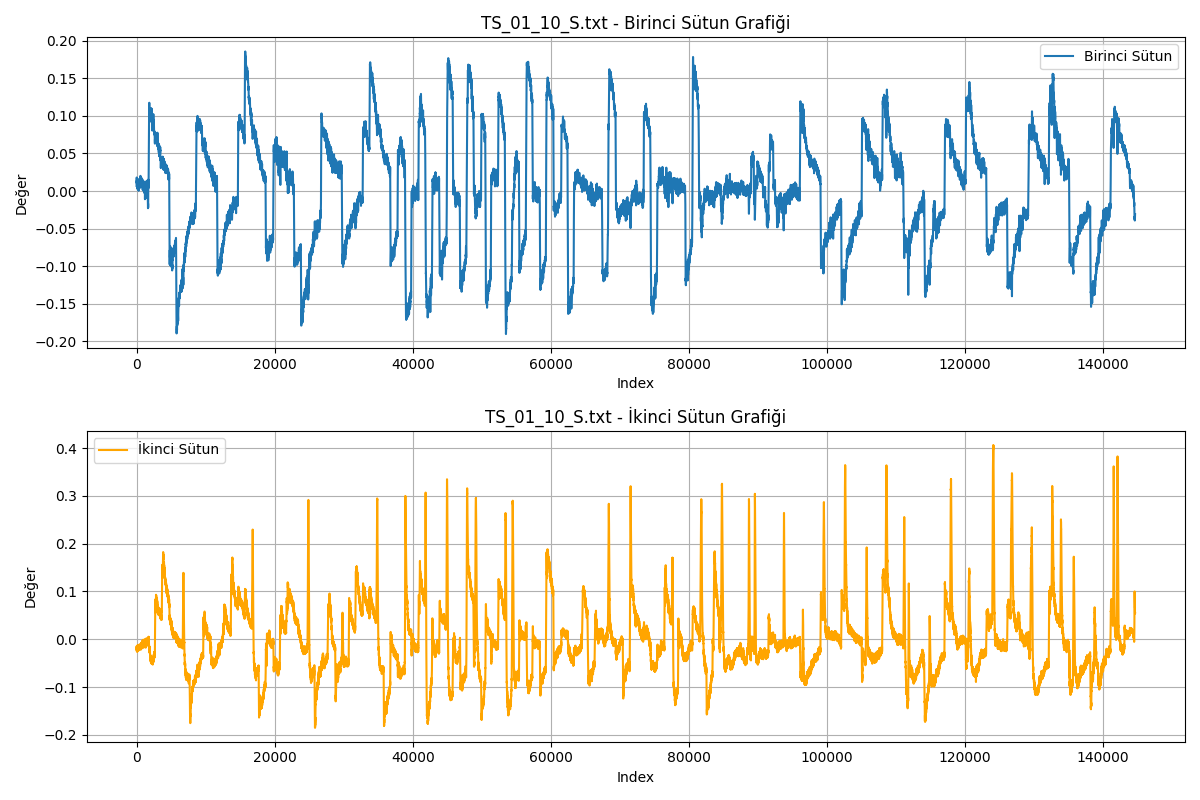 TS_01_10_S.txt - Birinci Sütun Grafiği
0.20
0.15
0.10
0.05
0.00
−0.05
−0.10
−0.15
−0.20
Değer
Birinci Sütun
0 20000 40000 60000 80000 100000 120000 140000
Index
TS_01_10_S.txt - İkinci Sütun Grafiği
0.4
0.3
0.2
0.1
0.0
−0.1
−0.2
Değer
İkinci Sütun
0 20000 40000 60000 80000 100000 120000 140000
Index